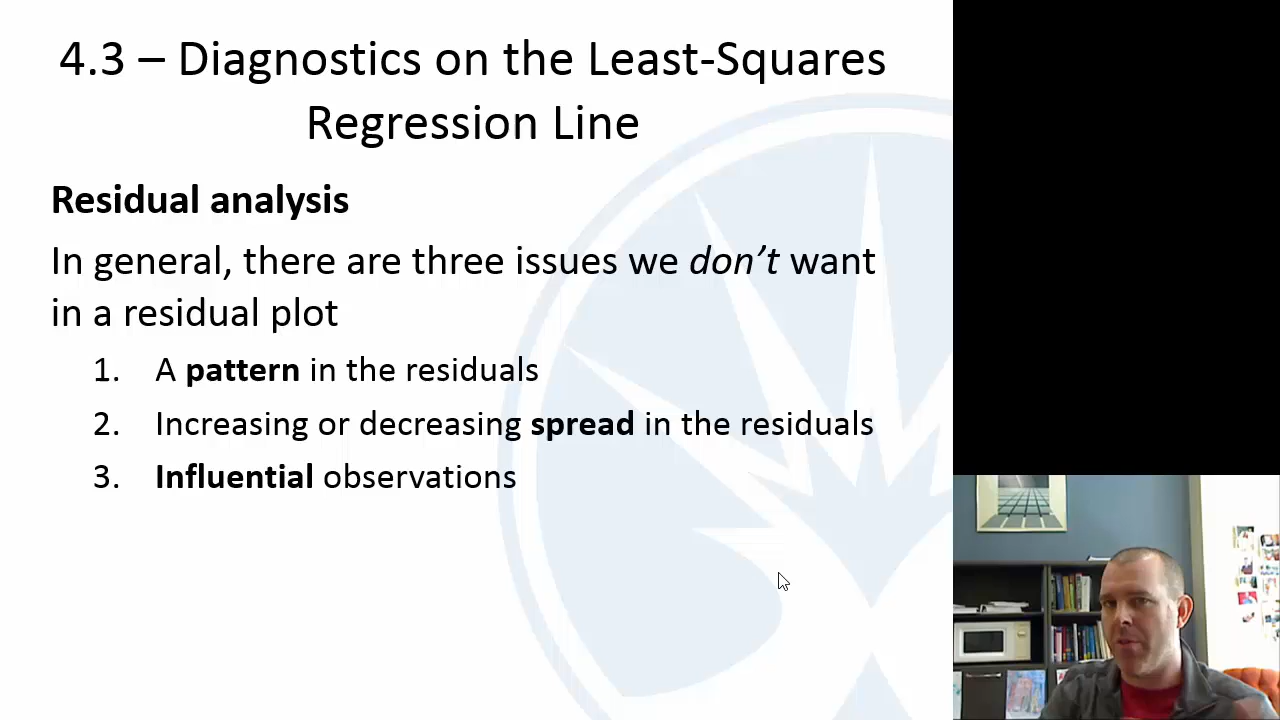 4.3 – Diagnostics on the Least-Squares
Regression Line
Residual analysis
In general, there are three issues we don’t want
in a residual plot
1. A pattern in the residuals
2. Increasing or decreasing spread in the residuals
3. Influential observations